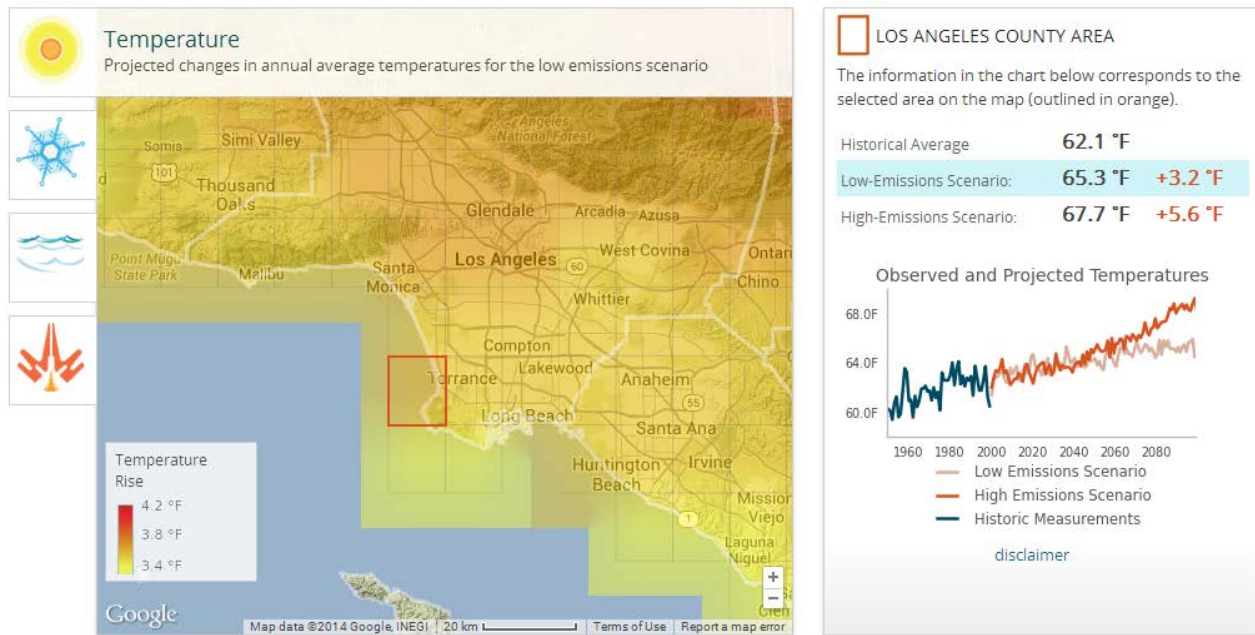 Temperature
Projected changes in annual average temperatures for the low emissions scenario
Somis
Simi Valley
Angeles
National Forest
101
Thousand
Oaks
Glendale
Arcadia
Azusa
Point Mugu
State Park
Malibu
Santa
Monica
Los Angeles
60
West Covina
Ontari
Chino
Whittier
Compton
Torrance
Lakewood
Anaheim
55
Long Beach
Santa Ana
Huntington
Beach
Irvine
Mission
Viejo
1
Laguna
Niguel
Temperature
Rise
4.2 °F
3.8 °F
3.4 °F
+
−
Google
Map data ©2014 Google, INEGI
20 km
Terms of Use
Report a map error
LOS ANGELES COUNTY AREA
The information in the chart below corresponds to the
selected area on the map (outlined in orange).
Historical Average 62.1 °F
Low-Emissions Scenario: 65.3 °F +3.2 °F
High-Emissions Scenario: 67.7 °F +5.6 °F
Observed and Projected Temperatures
68.0F
64.0F
60.0F
1960 1980 2000 2020 2040 2060 2080
Low Emissions Scenario
High Emissions Scenario
Historic Measurements
disclaimer